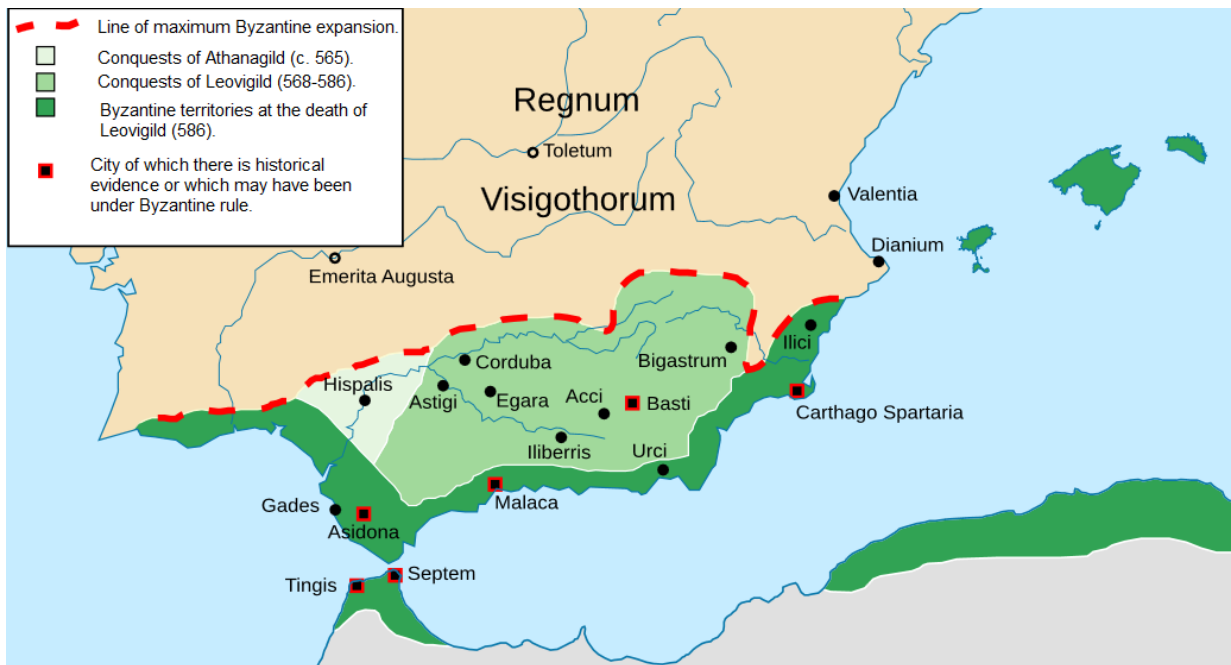 Line of maximum Byzantine expansion.
Conquests of Athanagild (c. 565).
Conquests of Leovigild (568-586).
Byzantine territories at the death of
Leovigild (586).
City of which there is historical
evidence or which may have been
under Byzantine rule.
Regnum
Toletum
Visigothorum
Valentia
Dianium
Emerita Augusta
Ilici
Corduba
Bigastrum
Hispalis
Astigi
Egara
Acci
Basti
Carthago Spartaria
Iliberris
Urci
Gades
Malaca
Asidona
Tingis
Septem